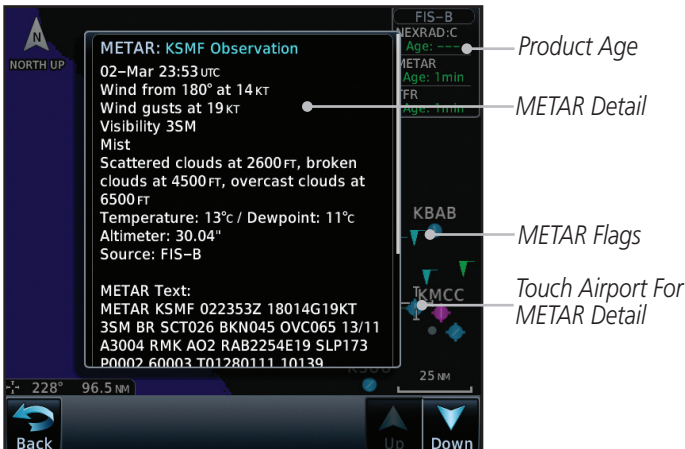 N
NORTH UP
METAR: KSMF Observation
02-Mar 23:53 UTC
Wind from 180° at 14 KT
Wind gusts at 19 KT
Visibility 3SM
Mist
Scattered clouds at 2600 FT, broken
clouds at 4500 FT, overcast clouds at
6500 FT
Temperature: 13°C / Dewpoint: 11°C
Altimeter: 30.04"
Source: FIS-B
METAR Text:
METAR KSMF 022353Z 18014G19KT
3SM BR SCT026 BKN045 OVC065 13/11
A3004 RMK AO2 RAB2254E19 SLP173
P0002 60003 T01280111 10139
FIS-B
NEXRAD:C
Age: ---
METAR
Age: 1min
TFR
Age: 1min
KBAB
KMCC
25 NM
228° 96.5 NM
Back
Up
Down
Product Age
METAR Detail
METAR Flags
Touch Airport For
METAR Detail